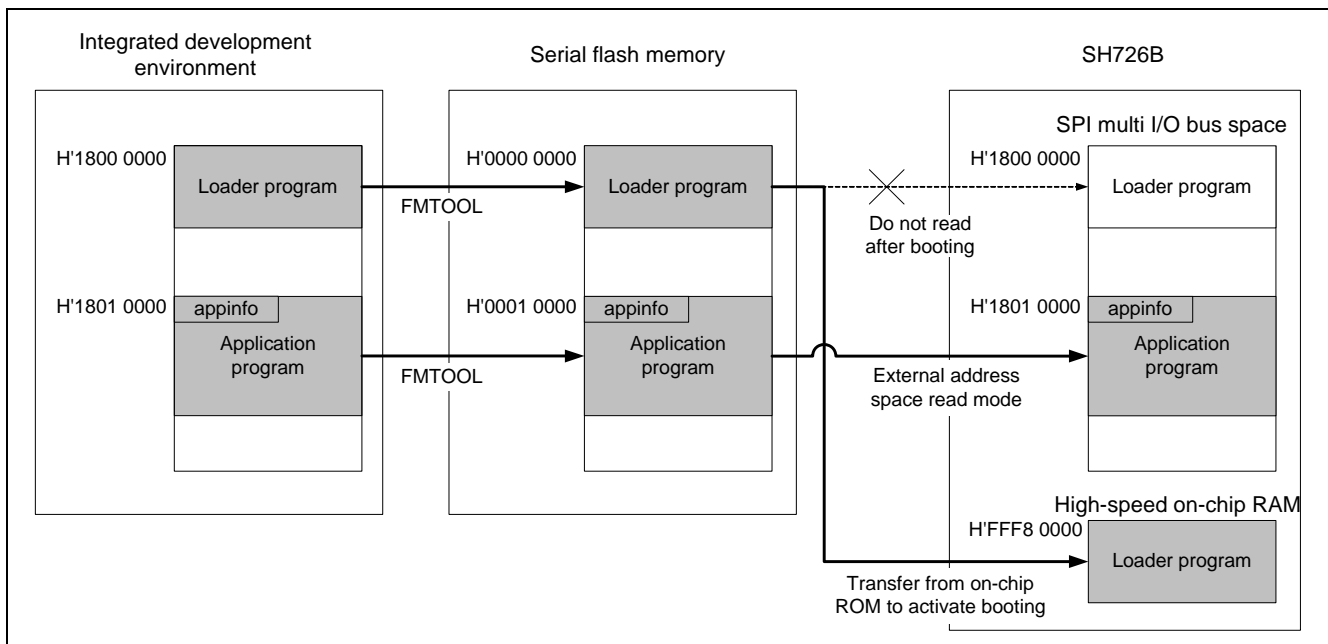 Integrated development
environment
H'1800 0000
Loader program
FMTOOL
H'1801 0000
appinfo
Application
program
FMTOOL
Serial flash memory
H'0000 0000
Loader program
H'0001 0000
appinfo
Application
program
Do not read
after booting
External address
space read mode
Transfer from on-chip
ROM to activate booting
SH726B
SPI multi I/O bus space
H'1800 0000
Loader program
H'1801 0000
appinfo
Application
program
High-speed on-chip RAM
H'FFF8 0000
Loader program